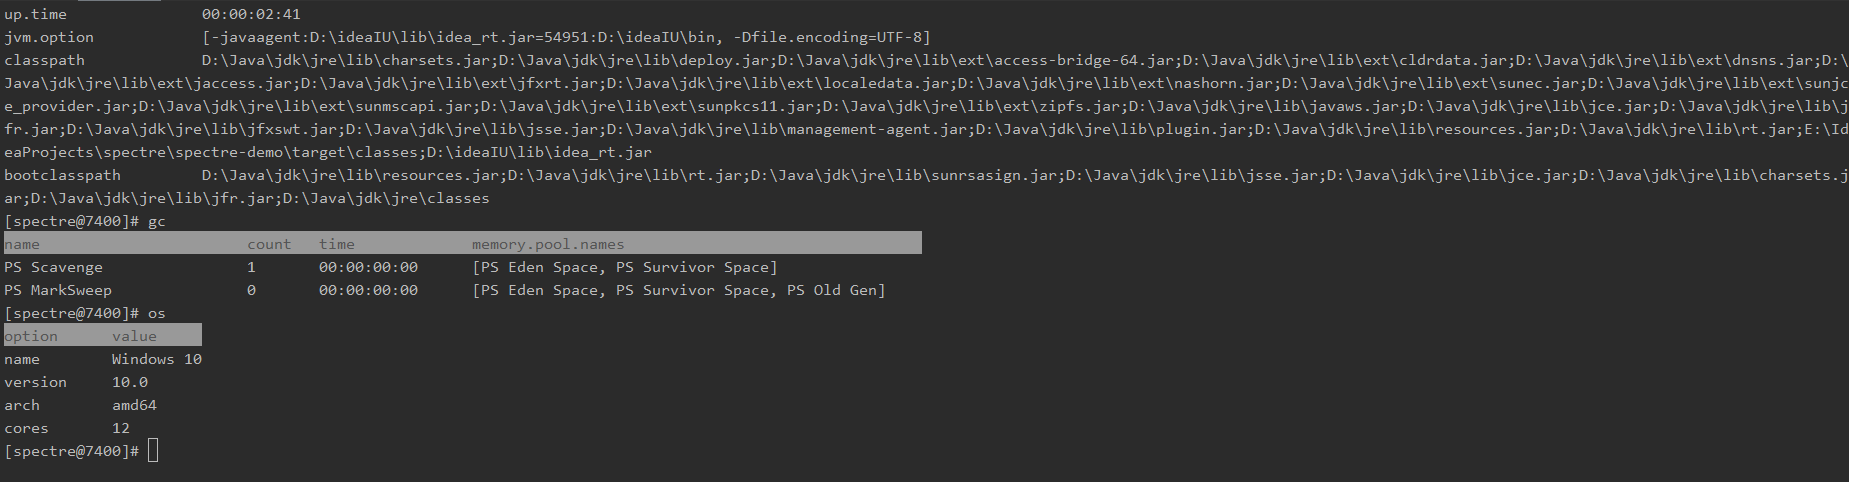 up.time 00:00:02:41
jvm.option [-javaagent:D:\ideaIU\lib\idea_rt.jar=54951:D:\ideaIU\bin, -Dfile.encoding=UTF-8]
classpath D:\Java\jdk\jre\lib\charsets.jar;D:\Java\jdk\jre\lib\deploy.jar;D:\Java\jdk\jre\lib\ext\access-bridge-64.jar;D:\Java\jdk\jre\lib\ext\cldrdata.jar;D:\Java\jdk\jre\lib\ext\dnsns.jar;D:\
Java\jdk\jre\lib\ext\jaccess.jar;D:\Java\jdk\jre\lib\ext\jfxrt.jar;D:\Java\jdk\jre\lib\ext\localedata.jar;D:\Java\jdk\jre\lib\ext\nashorn.jar;D:\Java\jdk\jre\lib\ext\sunec.jar;D:\Java\jdk\jre\lib\ext\sunjc
e_provider.jar;D:\Java\jdk\jre\lib\ext\sunmscapi.jar;D:\Java\jdk\jre\lib\ext\sunpkcs11.jar;D:\Java\jdk\jre\lib\ext\zipfs.jar;D:\Java\jdk\jre\lib\javaws.jar;D:\Java\jdk\jre\lib\jce.jar;D:\Java\jdk\jre\lib\j
fr.jar;D:\Java\jdk\jre\lib\jfxswt.jar;D:\Java\jdk\jre\lib\jsse.jar;D:\Java\jdk\jre\lib\management-agent.jar;D:\Java\jdk\jre\lib\plugin.jar;D:\Java\jdk\jre\lib\resources.jar;D:\Java\jdk\jre\lib\rt.jar;E:\Id
eaProjects\spectre\spectre-demo\target\classes;D:\ideaIU\lib\idea_rt.jar
bootclasspath D:\Java\jdk\jre\lib\resources.jar;D:\Java\jdk\jre\lib\rt.jar;D:\Java\jdk\jre\lib\sunrsasign.jar;D:\Java\jdk\jre\lib\jsse.jar;D:\Java\jdk\jre\lib\jce.jar;D:\Java\jdk\jre\lib\charsets.j
ar;D:\Java\jdk\jre\lib\jfr.jar;D:\Java\jdk\jre\classes
[spectre@7400]# gc
name count time memory.pool.names
PS Scavenge 1 00:00:00:00 [PS Eden Space, PS Survivor Space]
PS MarkSweep 0 00:00:00:00 [PS Eden Space, PS Survivor Space, PS Old Gen]
[spectre@7400]# os
option value
name Windows 10
version 10.0
arch amd64
cores 12
[spectre@7400]#